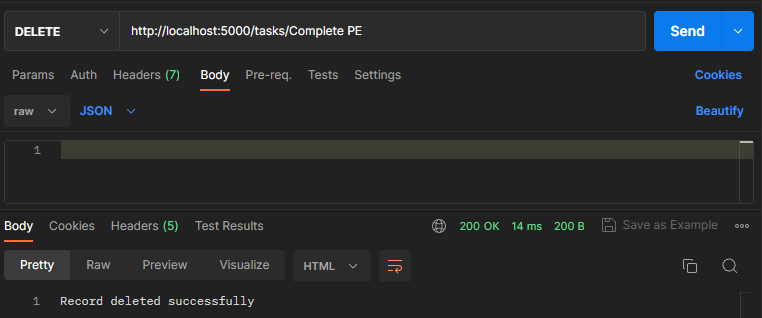 DELETE http://localhost:5000/tasks/Complete PE Send
Params Auth Headers (7) Body Pre-req. Tests Settings Cookies
raw JSON Beautify
1
Body Cookies Headers (5) Test Results 200 OK 14 ms 200 B Save as Example
Pretty Raw Preview Visualize HTML
1 Record deleted successfully